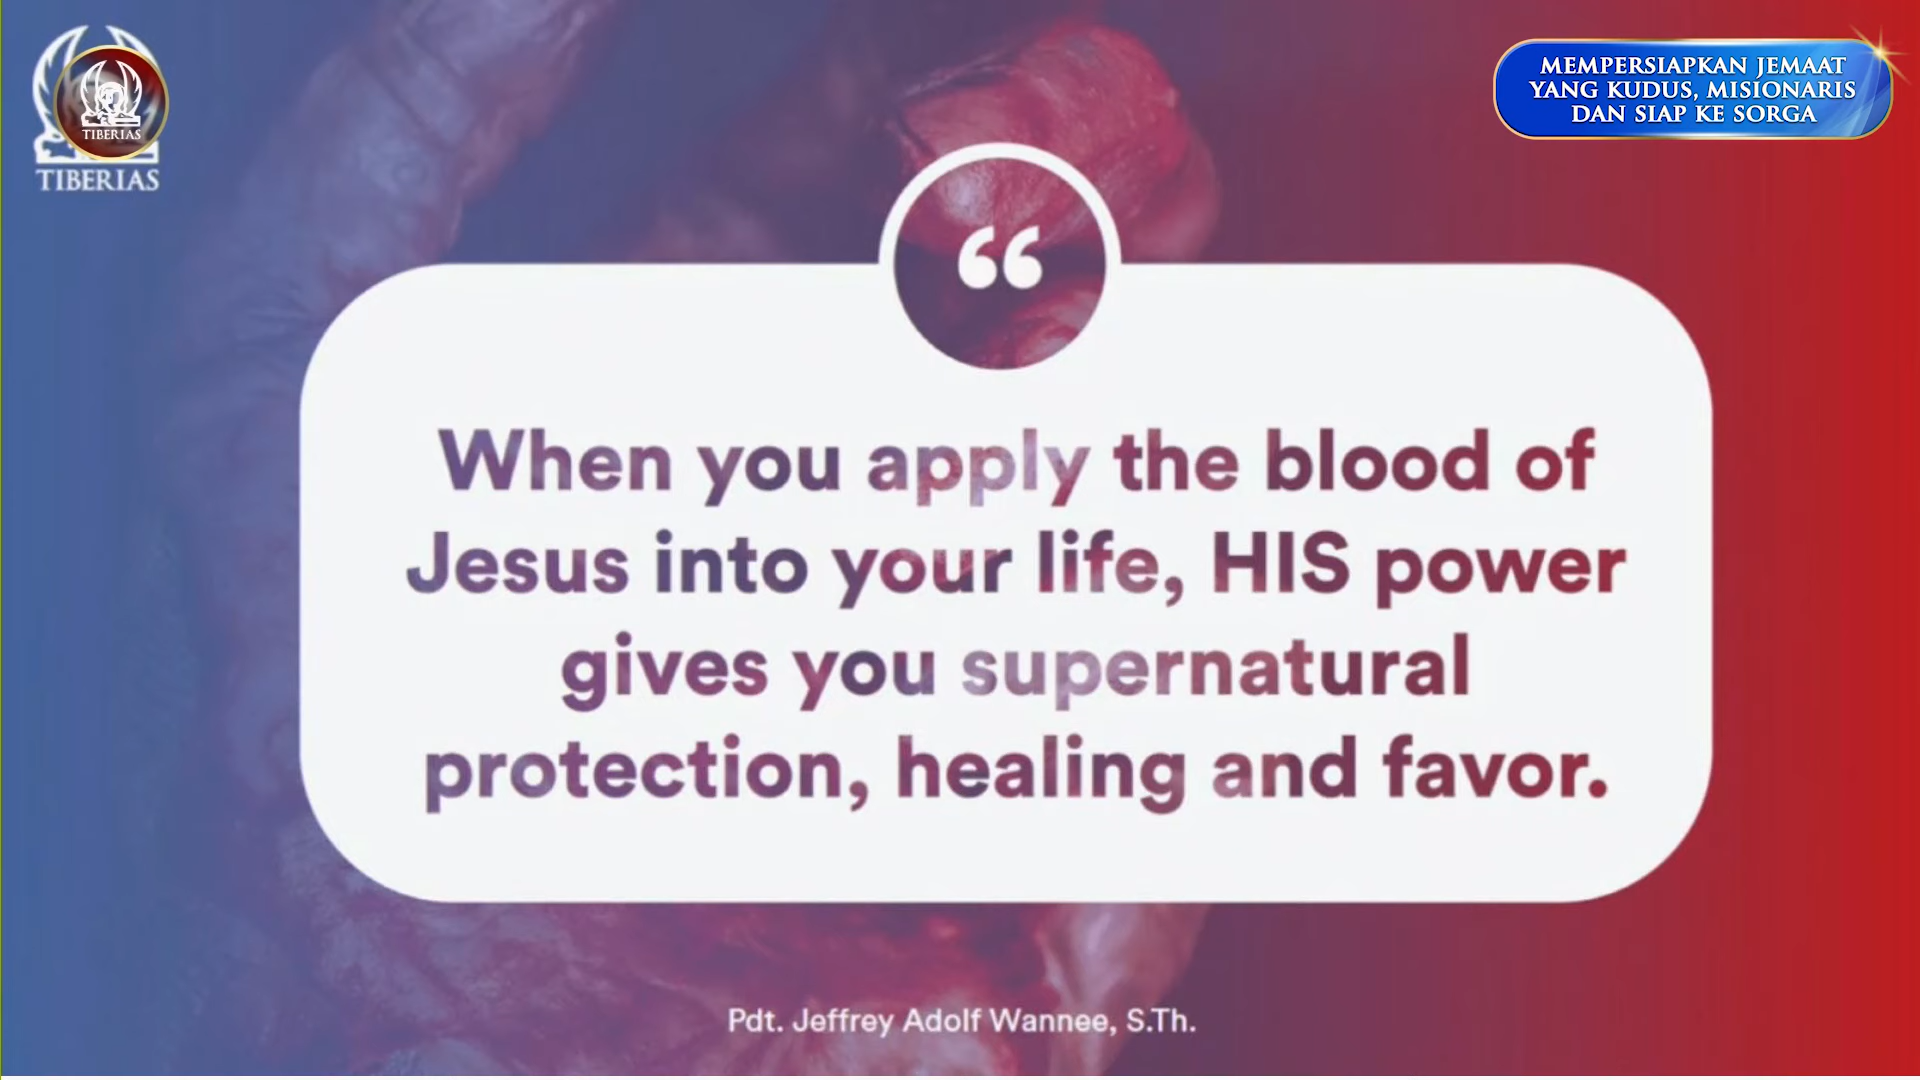 TIBERIAS
TIBERIAS
MEMPERSIAPKAN JEMAAT
YANG KUDUS, MISIONARIS
DAN SIAP KE SORGA
“
When you apply the blood of
Jesus into your life, HIS power
gives you supernatural
protection, healing and favor.
Pdt. Jeffrey Adolf Wannee, S.Th.